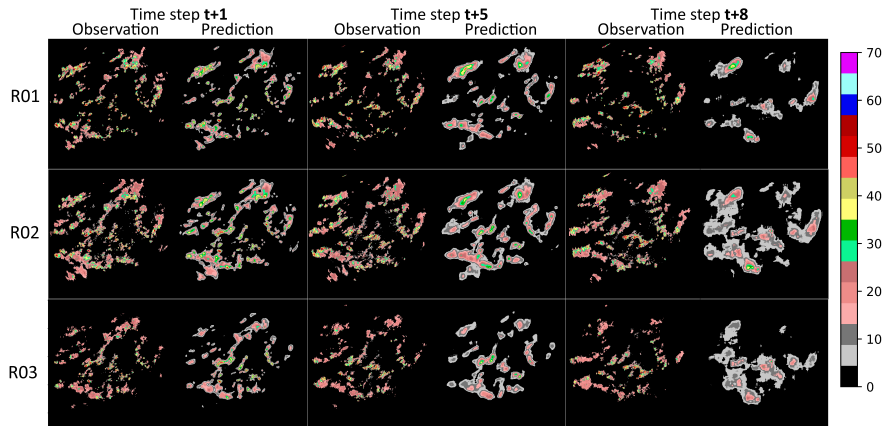 Time step t+1 Time step t+5 Time step t+8
Observation Prediction Observation Prediction Observation Prediction
R01
R02
R03
70
60
50
40
30
20
10
0